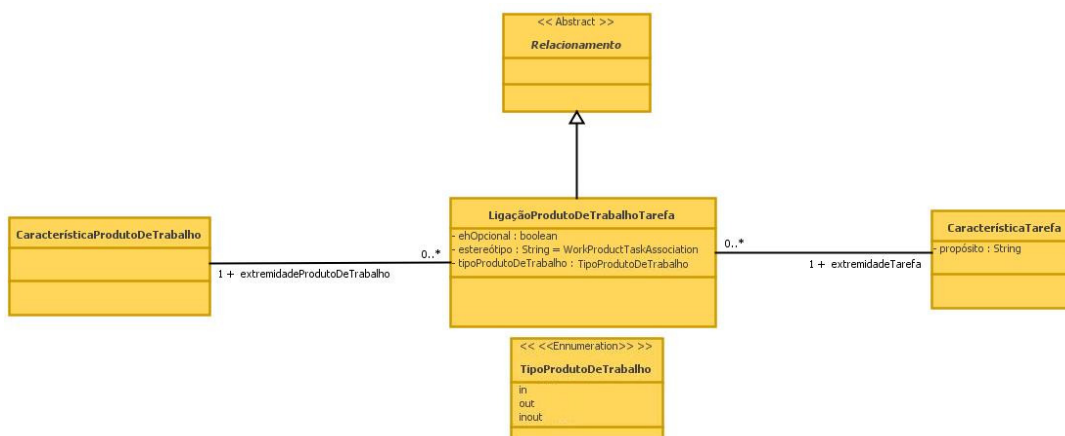 << Abstract >>
Relacionamento
LigaçãoProdutoDeTrabalhoTarefa
- ehOpcional : boolean
- estereótipo : String = WorkProductTaskAssociation
- tipoProdutoDeTrabalho : TipoProdutoDeTrabalho
CaracterísticaProdutoDeTrabalho
0..*
1 + extremidadeProdutoDeTrabalho
CaracterísticaTarefa
- propósito : String
0..*
1 + extremidadeTarefa
<< <<Ennumeration>> >>
TipoProdutoDeTrabalho
in
out
inout